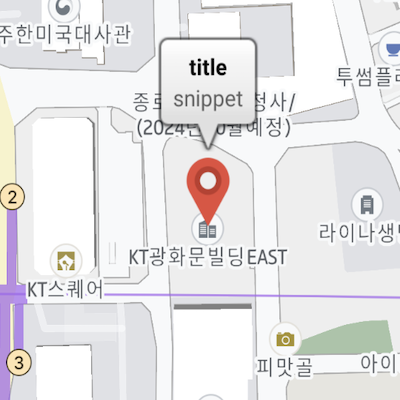 주한미국대사관
title
snippet
투썸플
종로
청사/
(2024년
월예정)
2
라이나생
KT광화문빌딩EAST
KT스퀘어
3
피맛골
아이